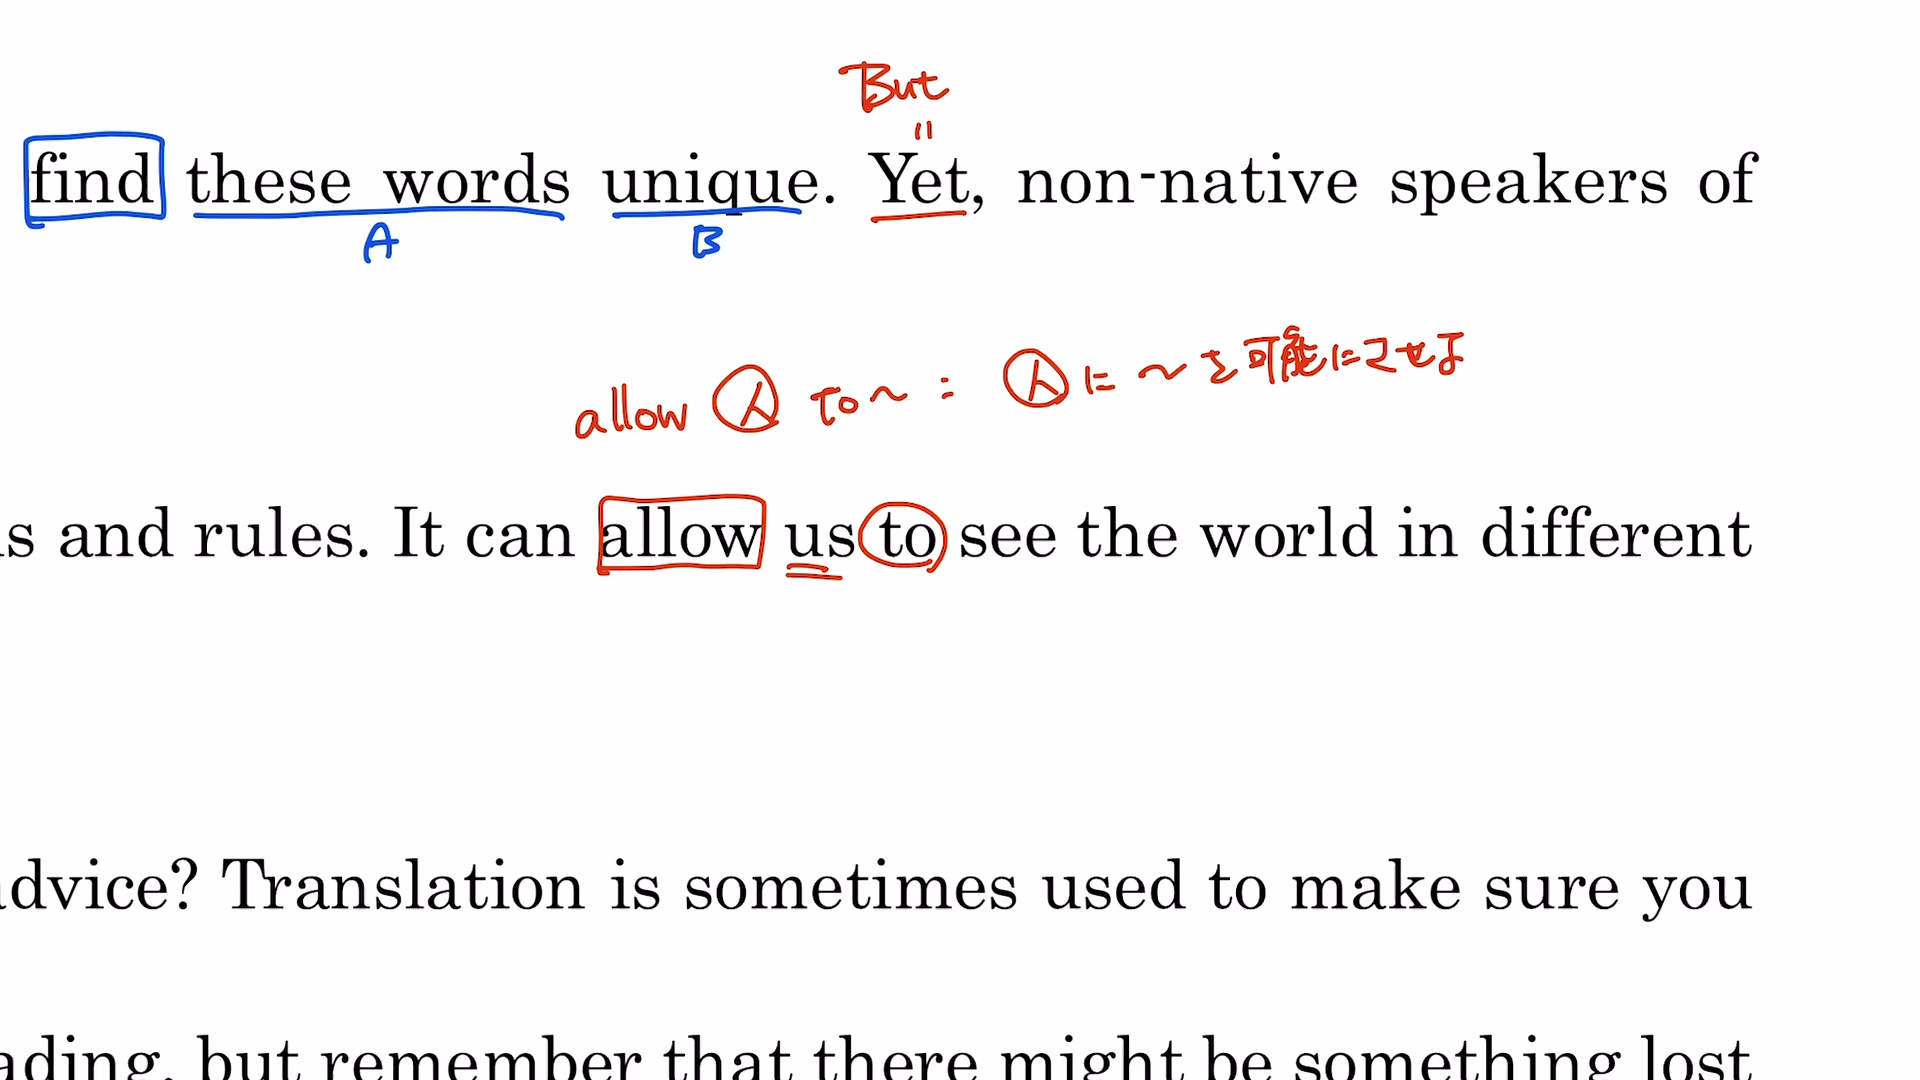 But
〃
find these words unique. Yet, non-native speakers of
A B
allow 人 to ~ : 人 に ~ を可能にさせる
s and rules. It can allow us to see the world in different
dvice? Translation is sometimes used to make sure you
ading, but remember that there might be something lost